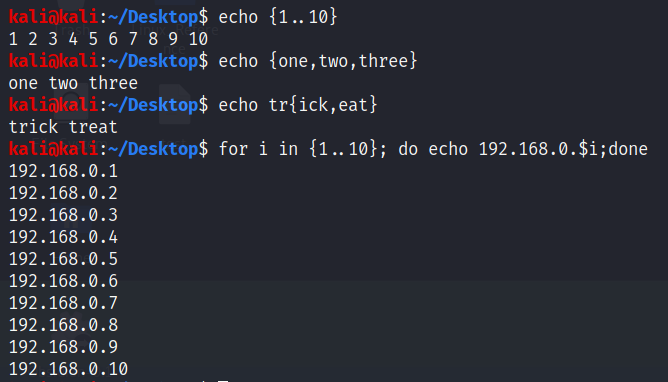 kali@kali:~/Desktop$ echo {1..10}
1 2 3 4 5 6 7 8 9 10
kali@kali:~/Desktop$ echo {one,two,three}
one two three
kali@kali:~/Desktop$ echo tr{ick,eat}
trick treat
kali@kali:~/Desktop$ for i in {1..10}; do echo 192.168.0.$i;done
192.168.0.1
192.168.0.2
192.168.0.3
192.168.0.4
192.168.0.5
192.168.0.6
192.168.0.7
192.168.0.8
192.168.0.9
192.168.0.10